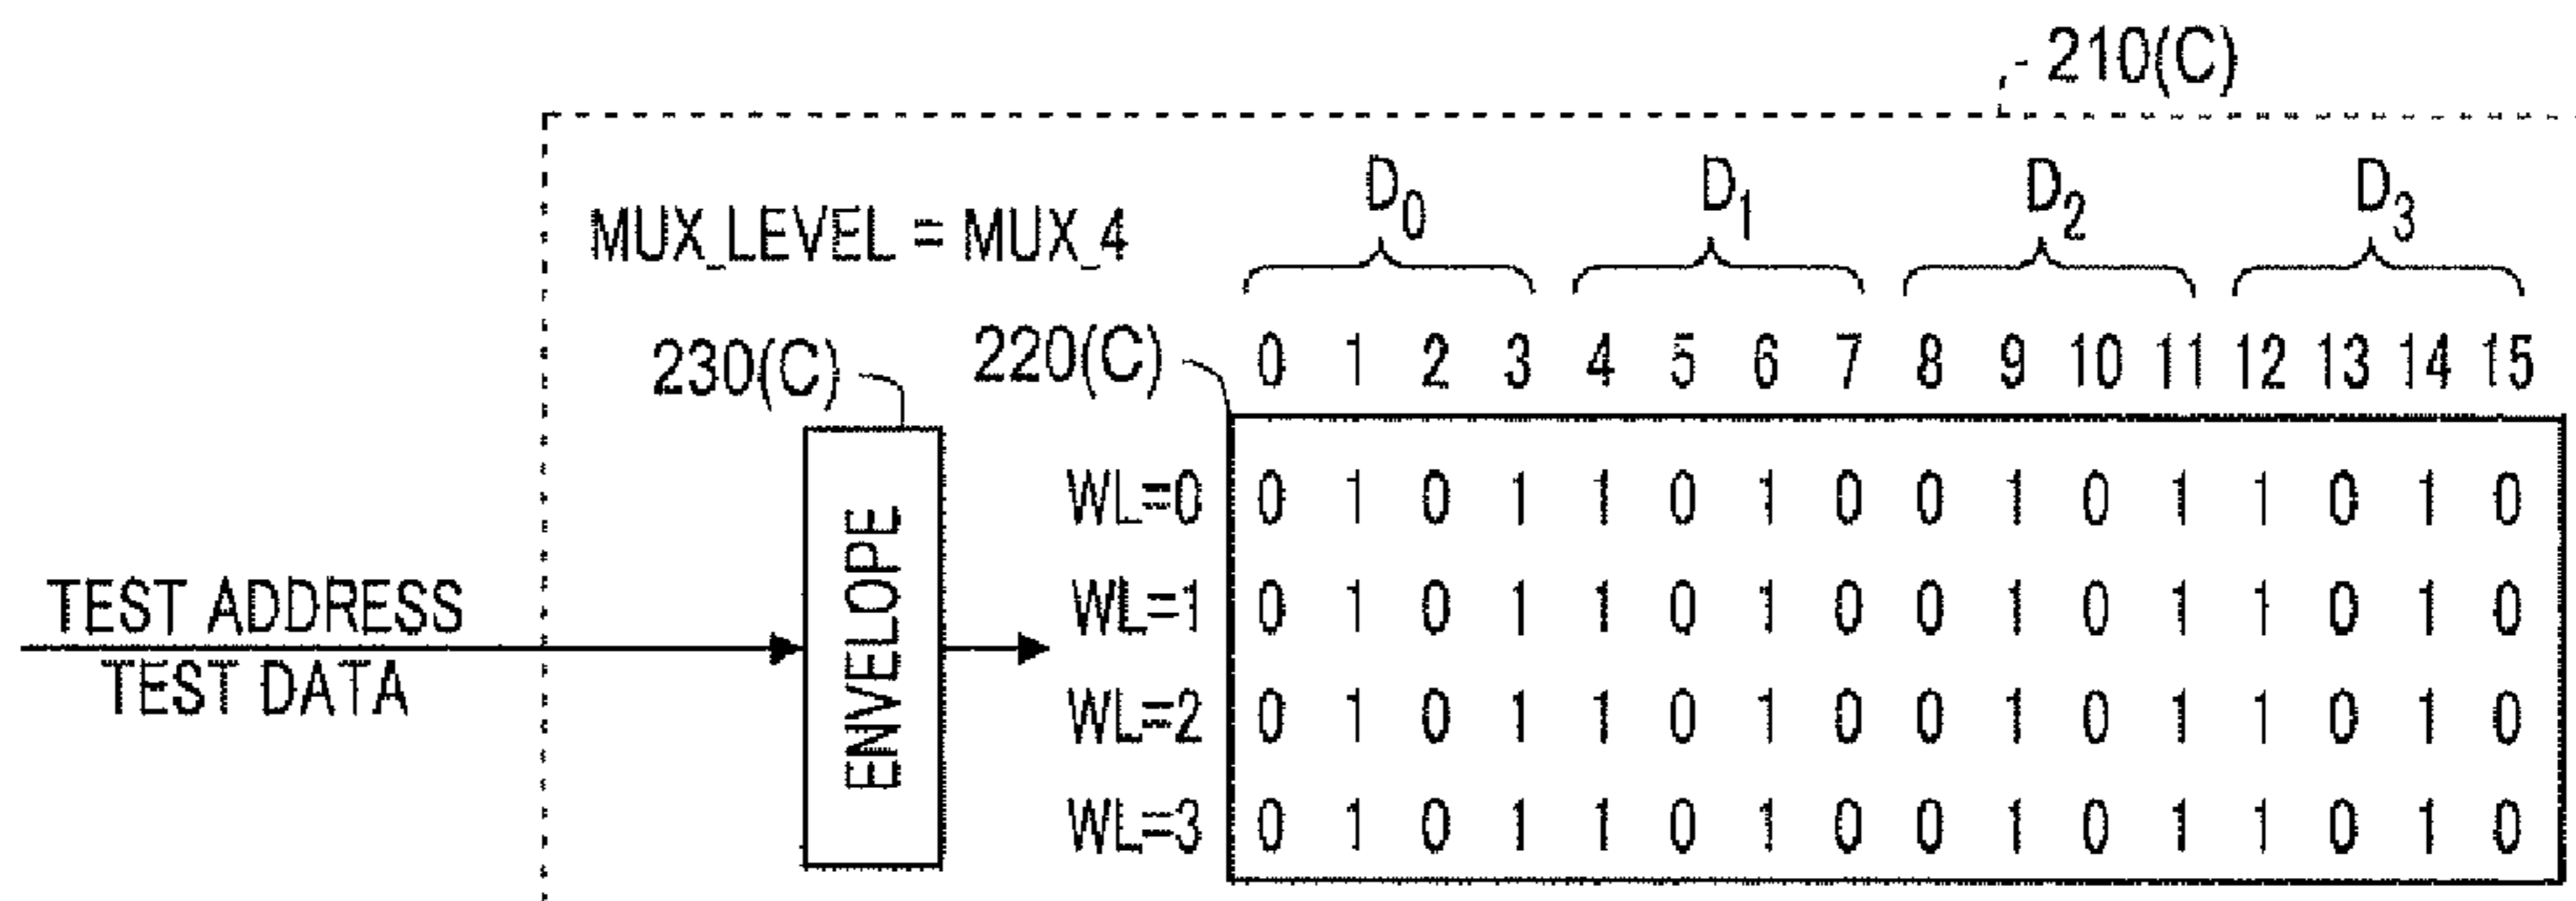 210(C)
MUX_LEVEL = MUX_4
D0 D1 D2 D3
230(C)
220(C)
0 1 2 3 4 5 6 7 8 9 10 11 12 13 14 15
WL=0 0 1 0 1 1 0 1 0 0 1 0 1 1 0 1 0
WL=1 0 1 0 1 1 0 1 0 0 1 0 1 1 0 1 0
WL=2 0 1 0 1 1 0 1 0 0 1 0 1 1 0 1 0
WL=3 0 1 0 1 1 0 1 0 0 1 0 1 1 0 1 0
TEST ADDRESS
TEST DATA
ENVELOPE